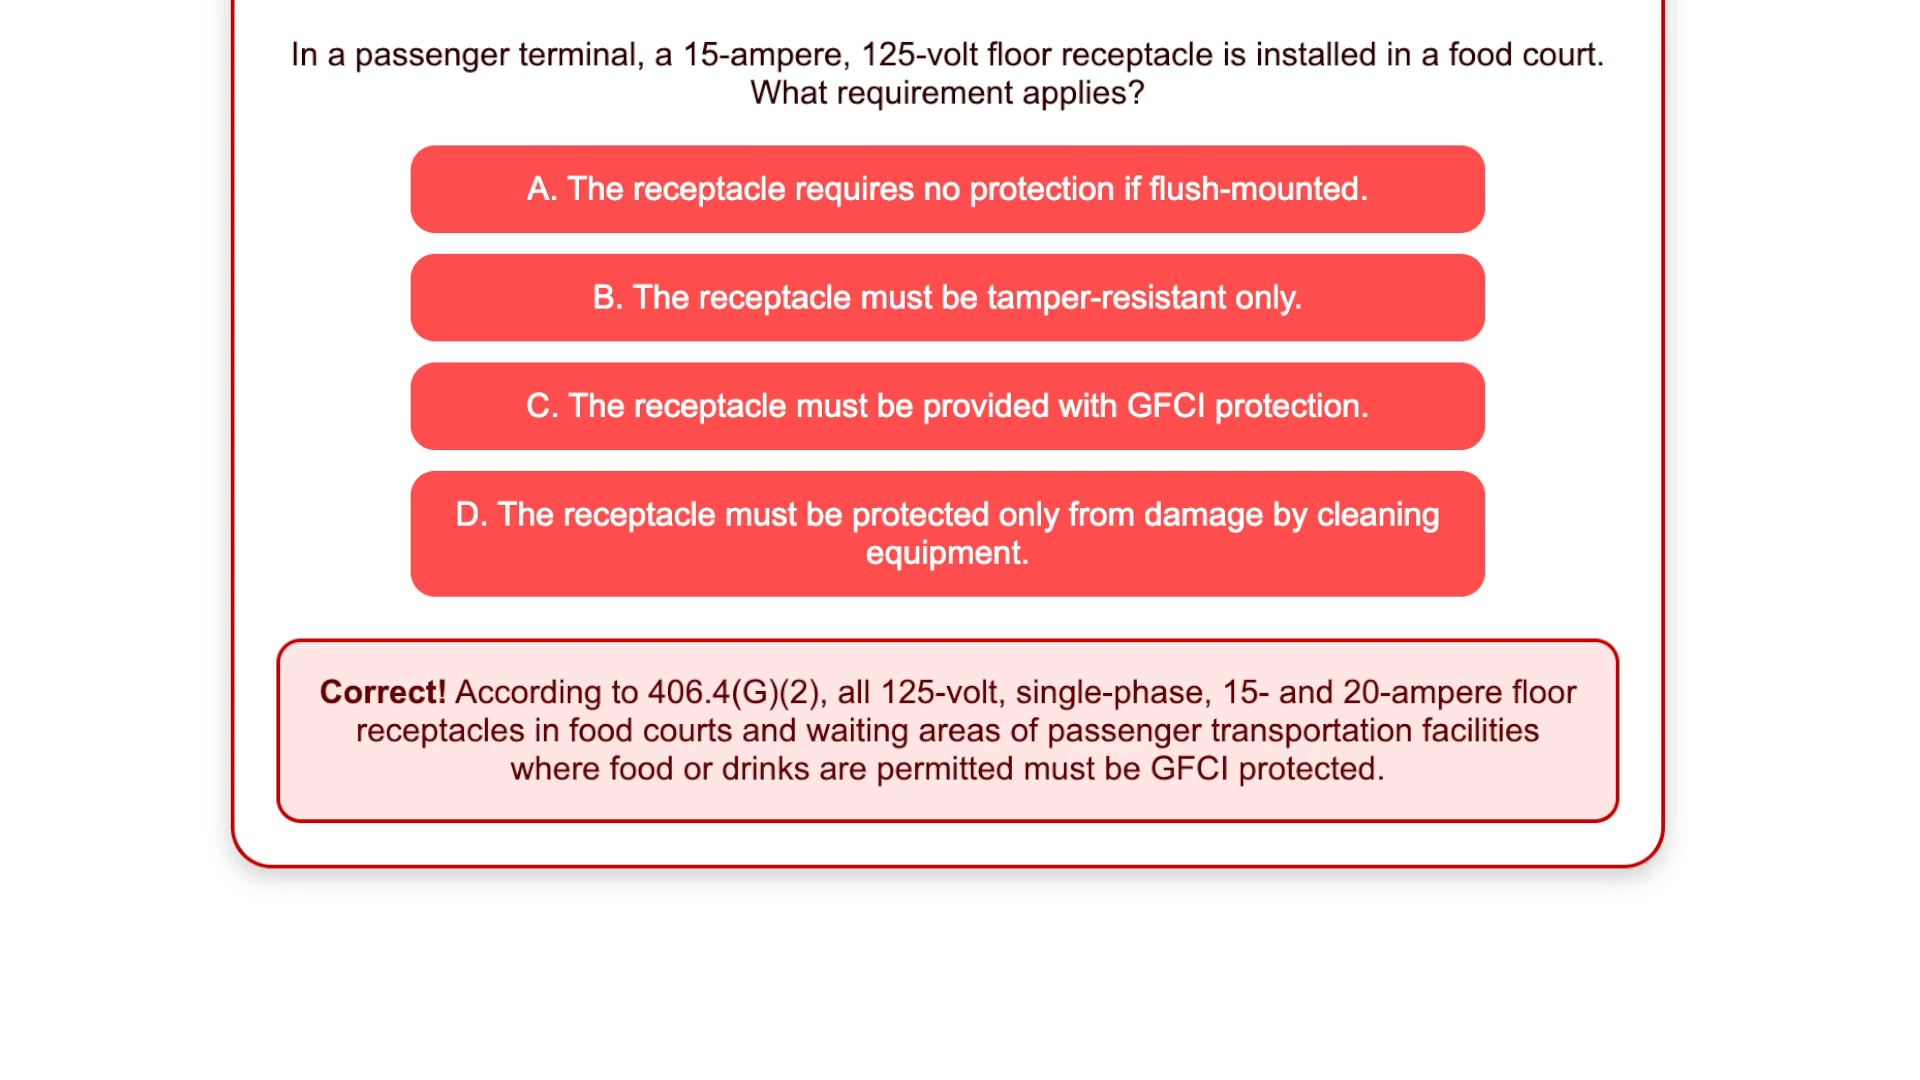 In a passenger terminal, a 15-ampere, 125-volt floor receptacle is installed in a food court.
What requirement applies?
A. The receptacle requires no protection if flush-mounted.
B. The receptacle must be tamper-resistant only.
C. The receptacle must be provided with GFCI protection.
D. The receptacle must be protected only from damage by cleaning
equipment.
Correct! According to 406.4(G)(2), all 125-volt, single-phase, 15- and 20-ampere floor
receptacles in food courts and waiting areas of passenger transportation facilities
where food or drinks are permitted must be GFCI protected.